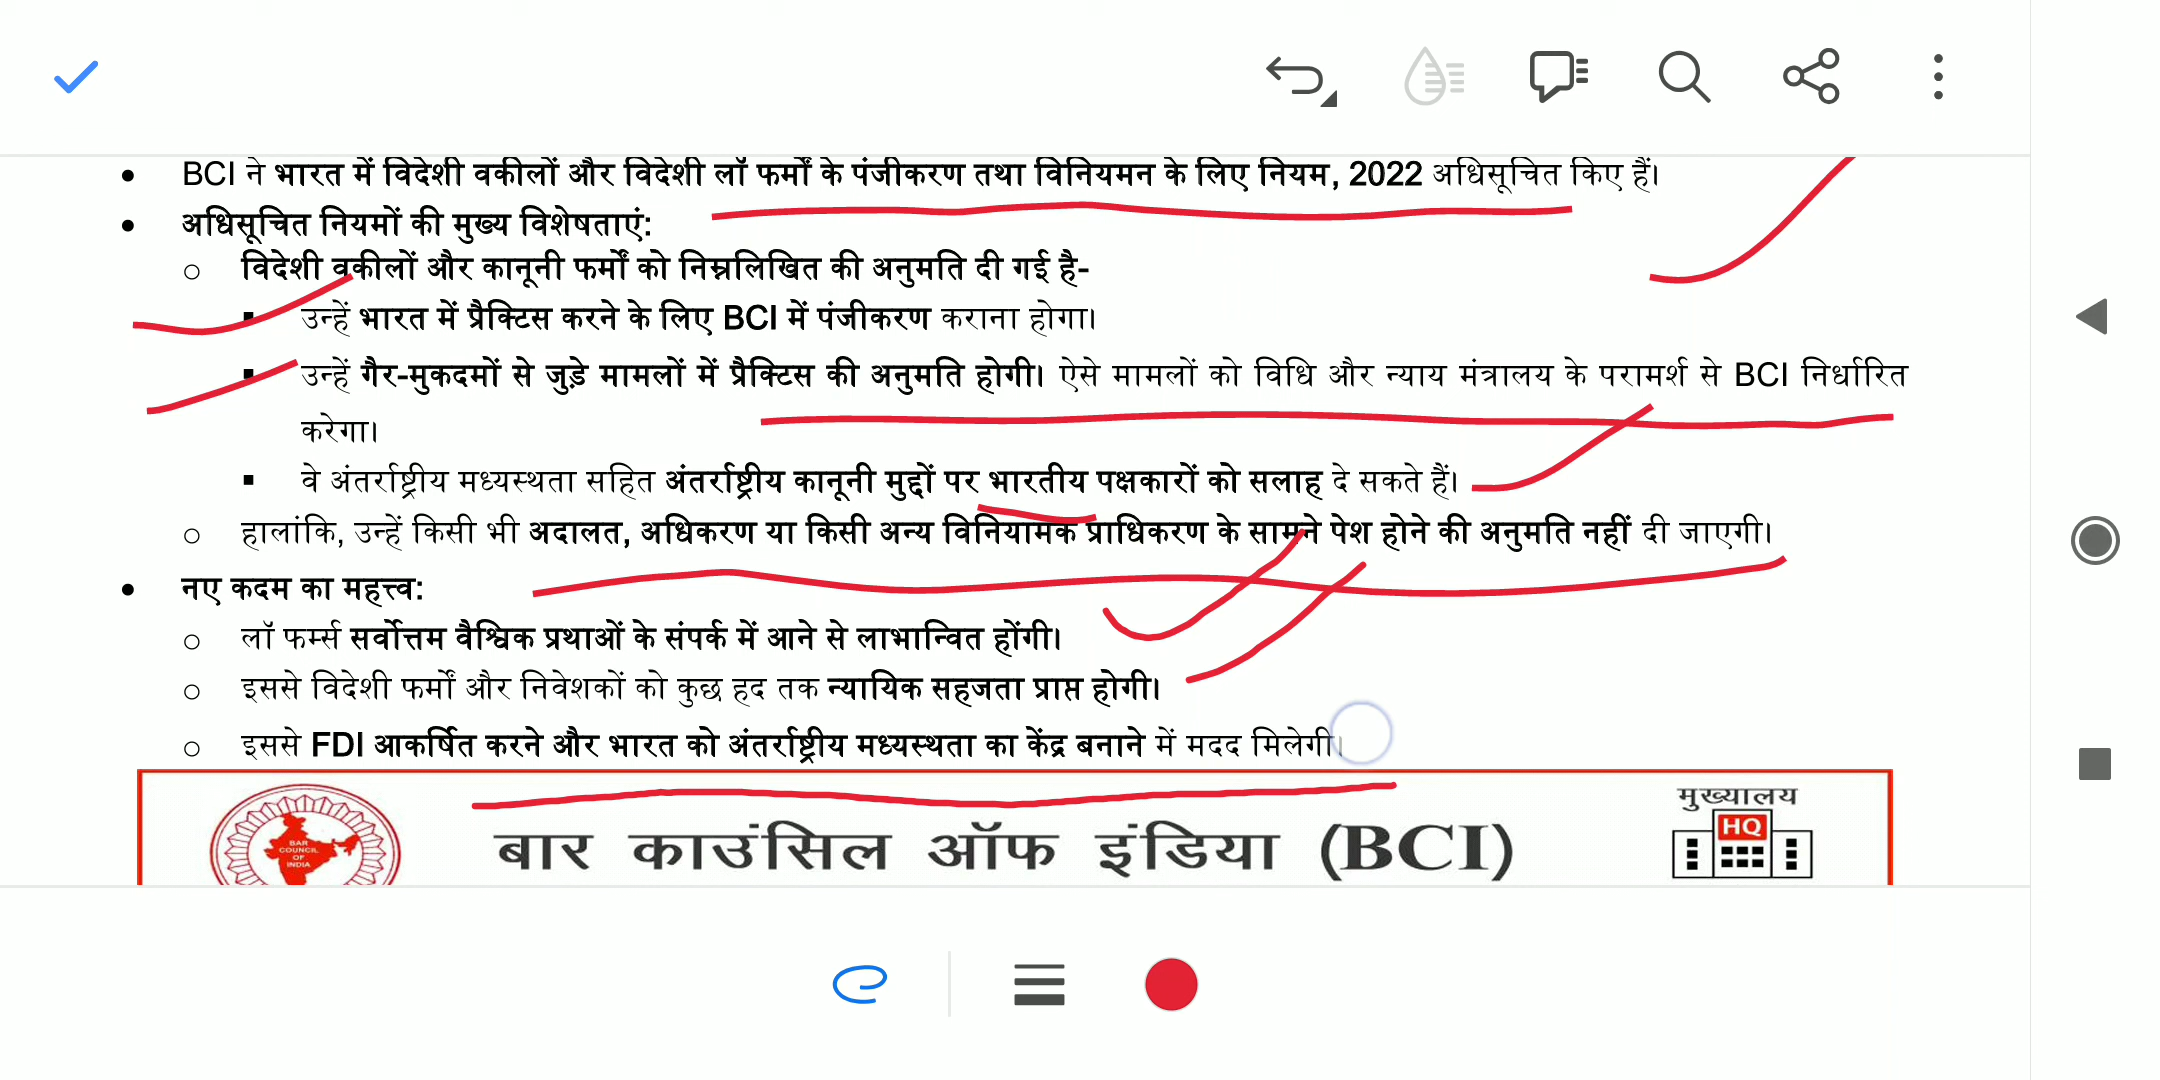 BCI ने भारत में विदेशी वकीलों और विदेशी लॉ फर्मों के पंजीकरण तथा विनियमन के लिए नियम, 2022 अधिसूचित किए हैं।
अधिसूचित नियमों की मुख्य विशेषताएं:
विदेशी वकीलों और कानूनी फर्मों को निम्नलिखित की अनुमति दी गई है-
उन्हें भारत में प्रैक्टिस करने के लिए BCI में पंजीकरण कराना होगा।
उन्हें गैर-मुकदमों से जुड़े मामलों में प्रैक्टिस की अनुमति होगी। ऐसे मामलों को विधि और न्याय मंत्रालय के परामर्श से BCI निर्धारित
करेगा।
वे अंतर्राष्ट्रीय मध्यस्थता सहित अंतर्राष्ट्रीय कानूनी मुद्दों पर भारतीय पक्षकारों को सलाह दे सकते हैं।
हालांकि, उन्हें किसी भी अदालत, अधिकरण या किसी अन्य विनियामक प्राधिकरण के सामने पेश होने की अनुमति नहीं दी जाएगी।
नए कदम का महत्त्व:
लॉ फर्म्स सर्वोत्तम वैश्विक प्रथाओं के संपर्क में आने से लाभान्वित होंगी।
इससे विदेशी फर्मों और निवेशकों को कुछ हद तक न्यायिक सहजता प्राप्त होगी।
इससे FDI आकर्षित करने और भारत को अंतर्राष्ट्रीय मध्यस्थता का केंद्र बनाने में मदद मिलेगी।
मुख्यालय
HQ
BAR
COUNCIL
OF
INDIA
बार काउंसिल ऑफ इंडिया (BCI)